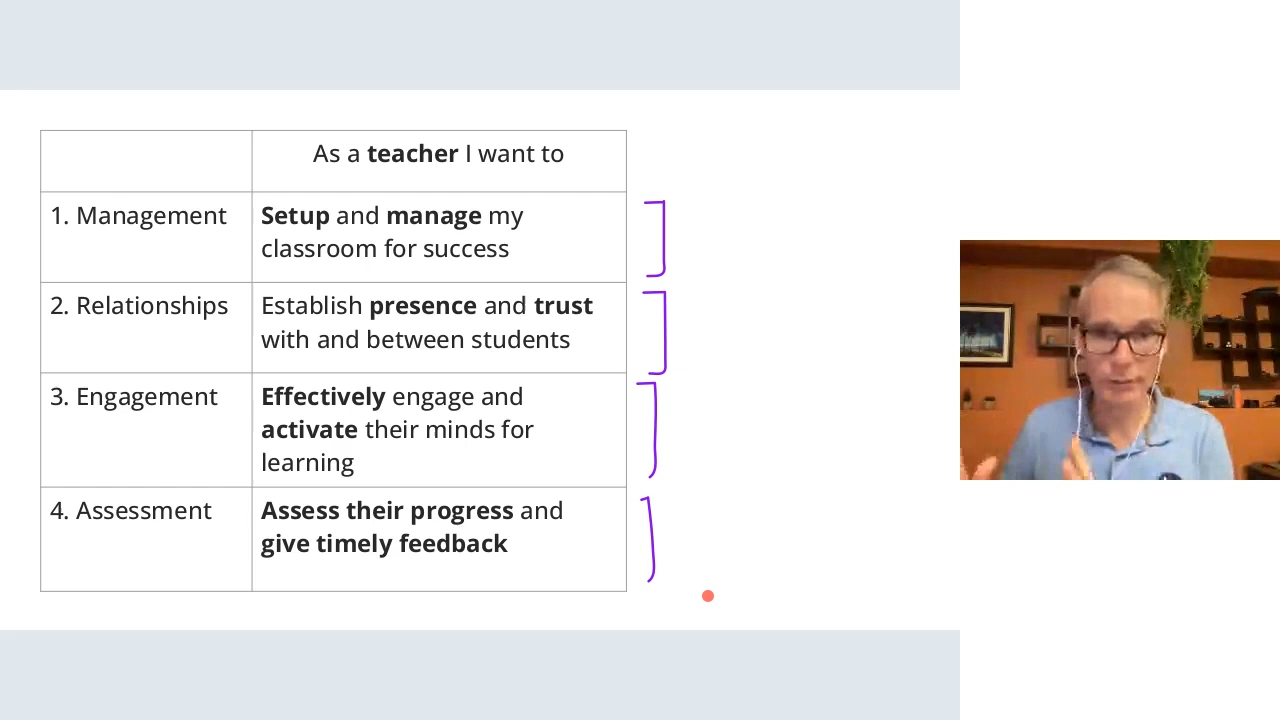 As a teacher I want to
1. Management
Setup and manage my
classroom for success
2. Relationships
Establish presence and trust
with and between students
3. Engagement
Effectively engage and
activate their minds for
learning
4. Assessment
Assess their progress and
give timely feedback